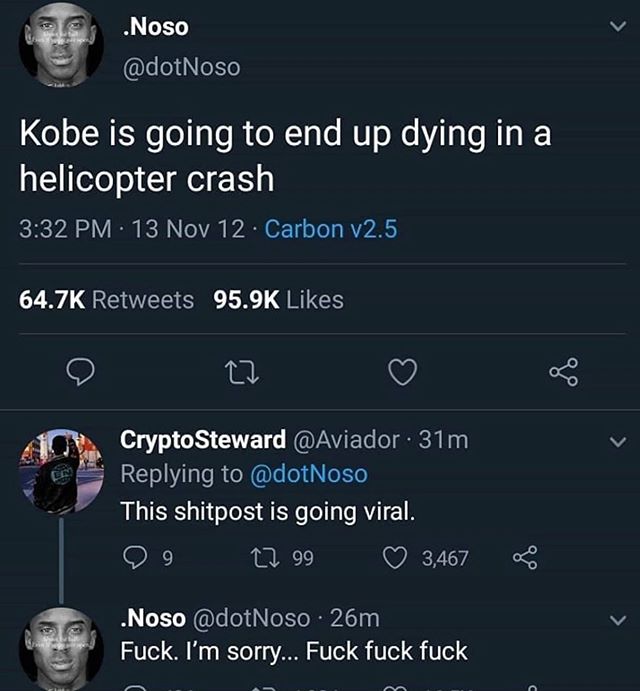 .Noso
@dotNoso
Kobe is going to end up dying in a
helicopter crash
3:32 PM · 13 Nov 12 · Carbon v2.5
64.7K Retweets 95.9K Likes
CryptoSteward @Aviador · 31m
Replying to @dotNoso
This shitpost is going viral.
9 99 3,467
.Noso @dotNoso · 26m
Fuck. I'm sorry... Fuck fuck fuck